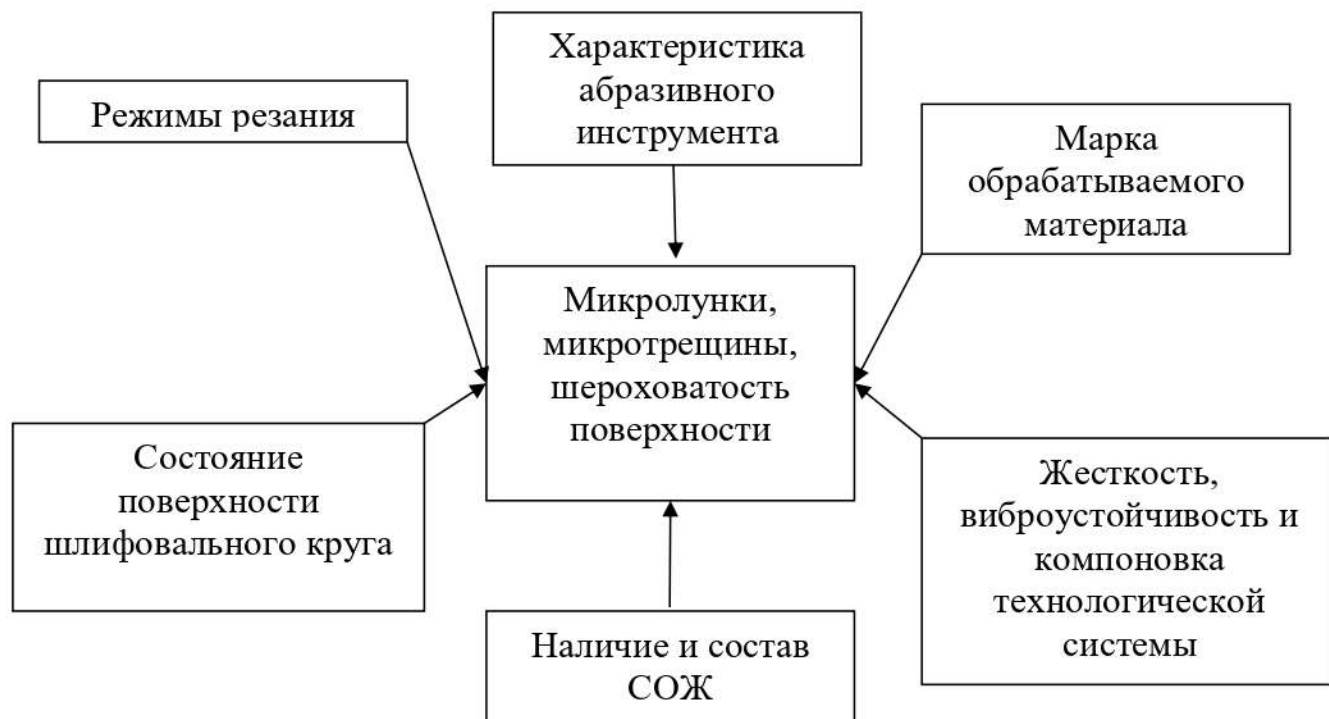 Характеристика
абразивного
инструмента
Режимы резания
Марка
обрабатываемого
материала
Микролунки,
микротрещины,
шероховатость
поверхности
Состояние
поверхности
шлифовального круга
Жесткость,
виброустойчивость и
компоновка
технологической
системы
Наличие и состав
СОЖ